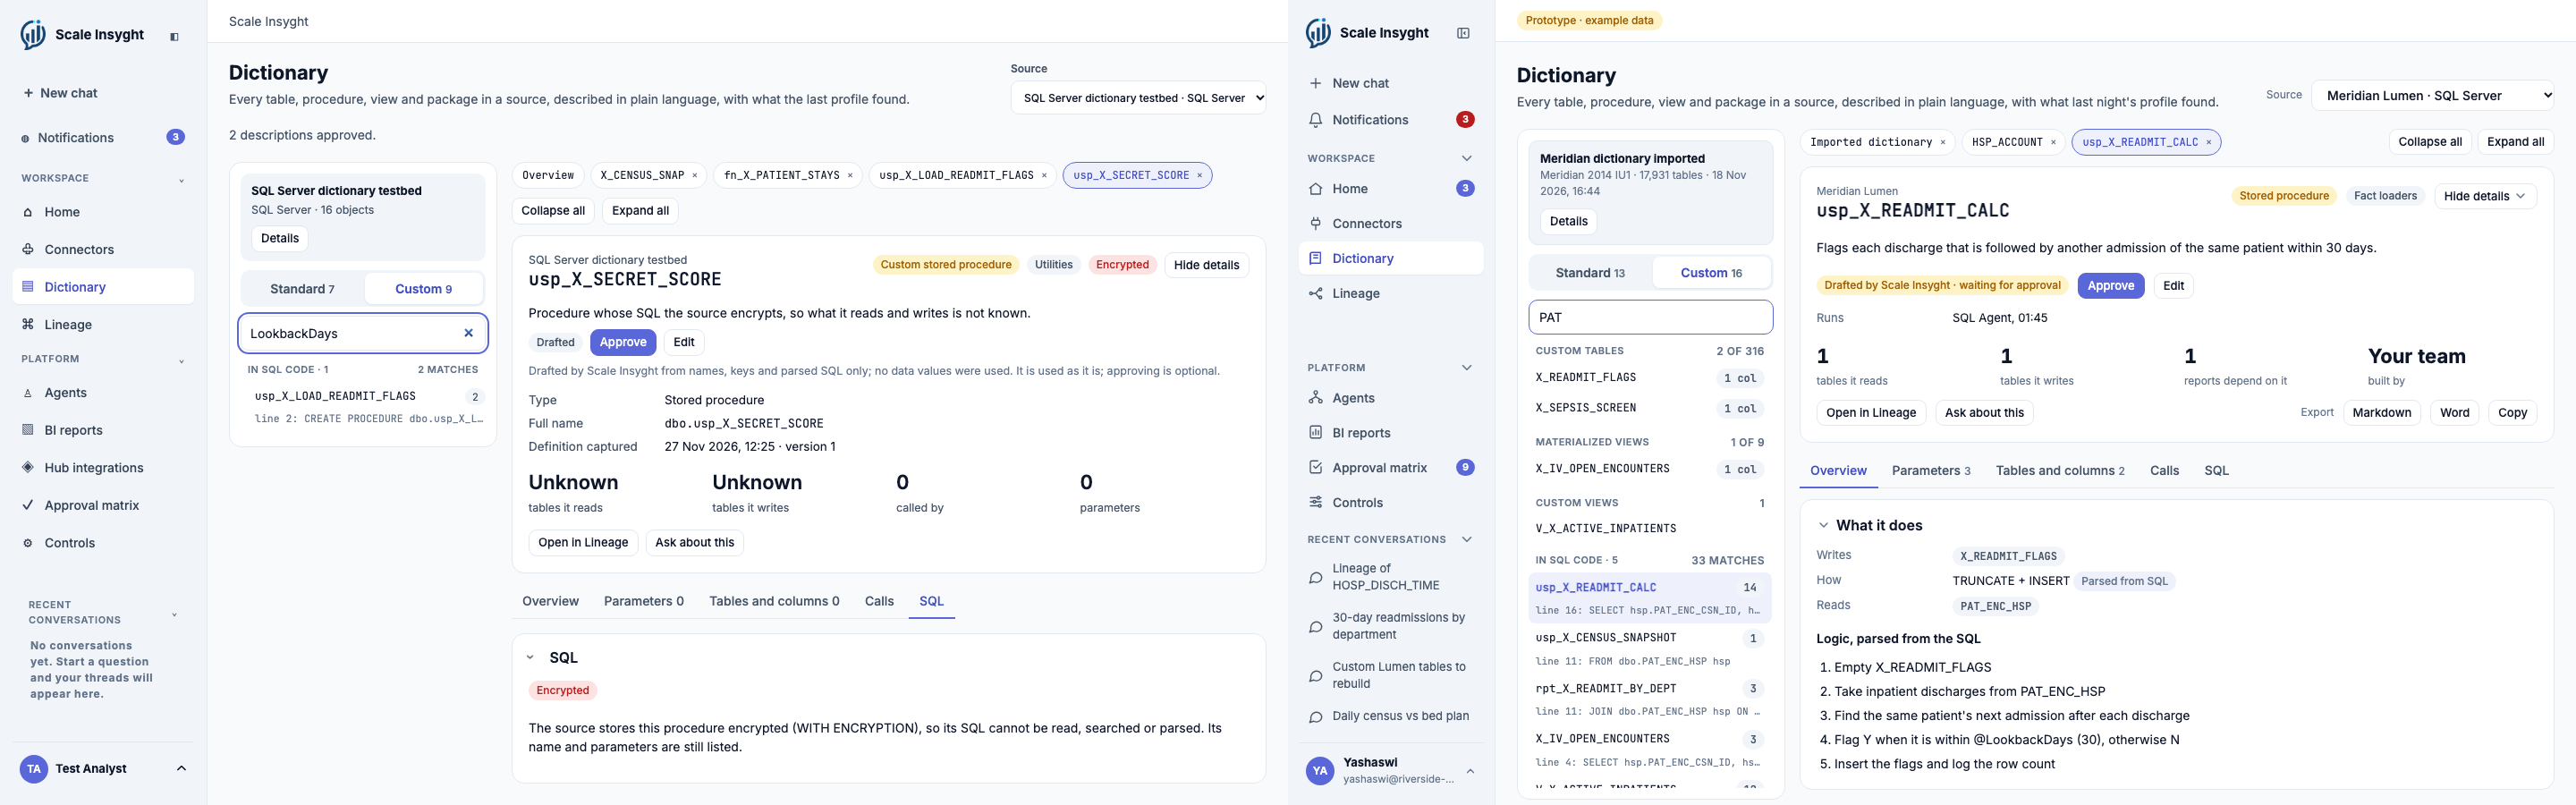 Scale Insyght
+ New chat
Notifications 3
WORKSPACE
Home
Connectors
Dictionary
Lineage
PLATFORM
Agents
BI reports
Hub integrations
Approval matrix
Controls
RECENT
CONVERSATIONS
No conversations
yet. Start a question
and your threads will
appear here.
TA Test Analyst
Scale Insyght
Dictionary
Every table, procedure, view and package in a source, described in plain language, with what the last profile found.
Source
SQL Server dictionary testbed · SQL Server
2 descriptions approved.
SQL Server dictionary testbed
SQL Server · 16 objects
Details
Standard 7 Custom 9
LookbackDays ×
IN SQL CODE · 1 2 MATCHES
usp_X_LOAD_READMIT_FLAGS 2
line 2: CREATE PROCEDURE dbo.usp_X_L…
Overview X_CENSUS_SNAP × fn_X_PATIENT_STAYS × usp_X_LOAD_READMIT_FLAGS × usp_X_SECRET_SCORE ×
Collapse all Expand all
SQL Server dictionary testbed
usp_X_SECRET_SCORE
Custom stored procedure Utilities Encrypted Hide details
Procedure whose SQL the source encrypts, so what it reads and writes is not known.
Drafted Approve Edit
Drafted by Scale Insyght from names, keys and parsed SQL only; no data values were used. It is used as it is; approving is optional.
Type Stored procedure
Full name dbo.usp_X_SECRET_SCORE
Definition captured 27 Nov 2026, 12:25 · version 1
Unknown Unknown 0 0
tables it reads tables it writes called by parameters
Open in Lineage Ask about this
Overview Parameters 0 Tables and columns 0 Calls SQL
SQL
Encrypted
The source stores this procedure encrypted (WITH ENCRYPTION), so its SQL cannot be read, searched or parsed. Its
name and parameters are still listed.
Scale Insyght
New chat
Notifications 3
WORKSPACE
Home 3
Connectors
Dictionary
Lineage
PLATFORM
Agents
BI reports
Approval matrix 9
Controls
RECENT CONVERSATIONS
Lineage of
HOSP_DISCH_TIME
30-day readmissions by
department
Custom Lumen tables to
rebuild
Daily census vs bed plan
YA Yashaswi
yashaswi@riverside-…
Prototype · example data
Dictionary
Every table, procedure, view and package in a source, described in plain language, with what last night's profile found.
Source Meridian Lumen · SQL Server
Meridian dictionary imported
Meridian 2014 IU1 · 17,931 tables · 18 Nov
2026, 16:44
Details
Standard 13 Custom 16
PAT
CUSTOM TABLES 2 OF 316
X_READMIT_FLAGS 1 col
X_SEPSIS_SCREEN 1 col
MATERIALIZED VIEWS 1 OF 9
X_IV_OPEN_ENCOUNTERS 1 col
CUSTOM VIEWS 1
V_X_ACTIVE_INPATIENTS
IN SQL CODE · 5 33 MATCHES
usp_X_READMIT_CALC 14
line 16: SELECT hsp.PAT_ENC_CSN_ID, h…
usp_X_CENSUS_SNAPSHOT 1
line 11: FROM dbo.PAT_ENC_HSP hsp
rpt_X_READMIT_BY_DEPT 3
line 11: JOIN dbo.PAT_ENC_HSP hsp ON …
X_IV_OPEN_ENCOUNTERS 3
line 4: SELECT hsp.PAT_ENC_CSN_ID, hs…
V_X_ACTIVE_INPATIENTS 12
Imported dictionary × HSP_ACCOUNT × usp_X_READMIT_CALC × Collapse all Expand all
Meridian Lumen
usp_X_READMIT_CALC
Stored procedure Fact loaders Hide details
Flags each discharge that is followed by another admission of the same patient within 30 days.
Drafted by Scale Insyght · waiting for approval Approve Edit
Runs SQL Agent, 01:45
1 1 1 Your team
tables it reads tables it writes reports depend on it built by
Open in Lineage Ask about this Export Markdown Word Copy
Overview Parameters 3 Tables and columns 2 Calls SQL
What it does
Writes X_READMIT_FLAGS
How TRUNCATE + INSERT Parsed from SQL
Reads PAT_ENC_HSP
Logic, parsed from the SQL
1. Empty X_READMIT_FLAGS
2. Take inpatient discharges from PAT_ENC_HSP
3. Find the same patient's next admission after each discharge
4. Flag Y when it is within @LookbackDays (30), otherwise N
5. Insert the flags and log the row count